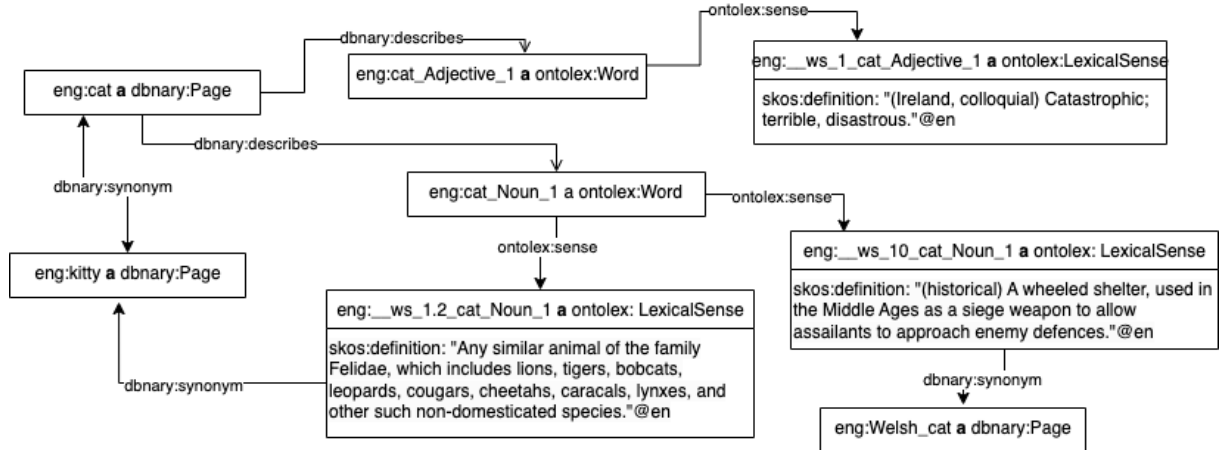 ontolex:sense
dbnary:describes
eng:cat_Adjective_1 a ontolex:Word
eng:__ws_1_cat_Adjective_1 a ontolex:LexicalSense
skos:definition: "(Ireland, colloquial) Catastrophic;
terrible, disastrous."@en
eng:cat a dbnary:Page
dbnary:describes
dbnary:synonym
eng:cat_Noun_1 a ontolex:Word
ontolex:sense
ontolex:sense
eng:kitty a dbnary:Page
eng:__ws_10_cat_Noun_1 a ontolex: LexicalSense
skos:definition: "(historical) A wheeled shelter, used in
the Middle Ages as a siege weapon to allow
assailants to approach enemy defences."@en
eng:__ws_1.2_cat_Noun_1 a ontolex: LexicalSense
skos:definition: "Any similar animal of the family
Felidae, which includes lions, tigers, bobcats,
leopards, cougars, cheetahs, caracals, lynxes, and
other such non-domesticated species."@en
dbnary:synonym
dbnary:synonym
eng:Welsh_cat a dbnary:Page